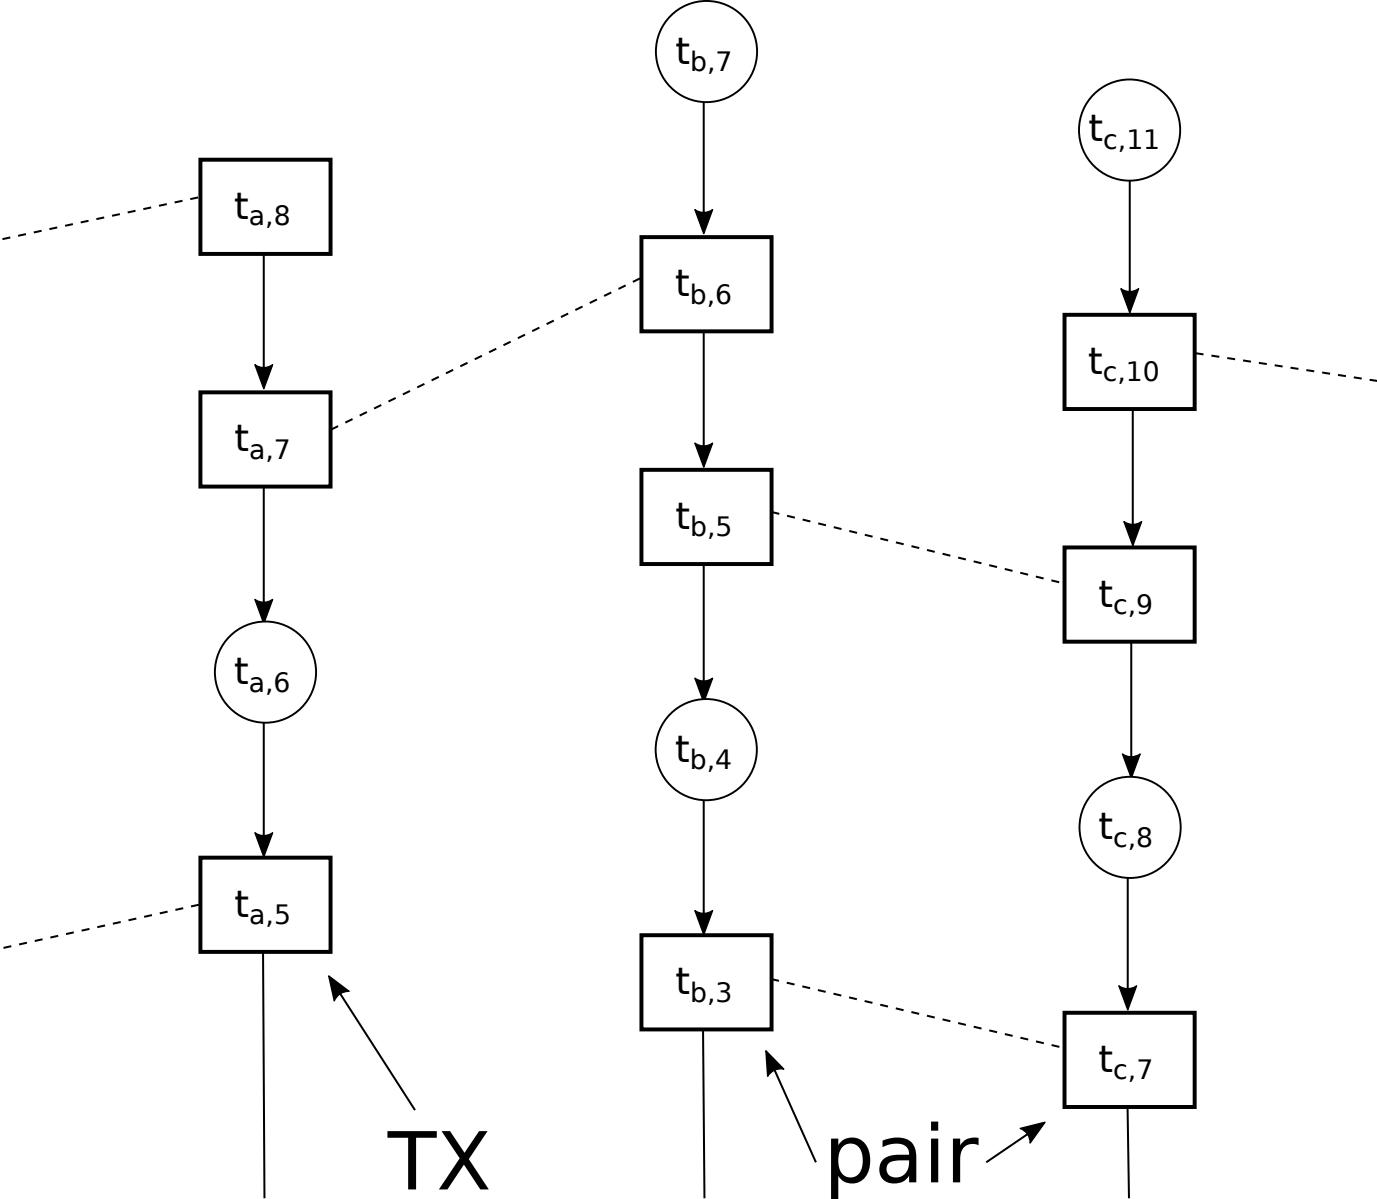 t_b,7
t_c,11
t_a,8
t_b,6
t_c,10
t_a,7
t_b,5
t_c,9
t_a,6
t_b,4
t_c,8
t_a,5
t_b,3
t_c,7
TX
pair